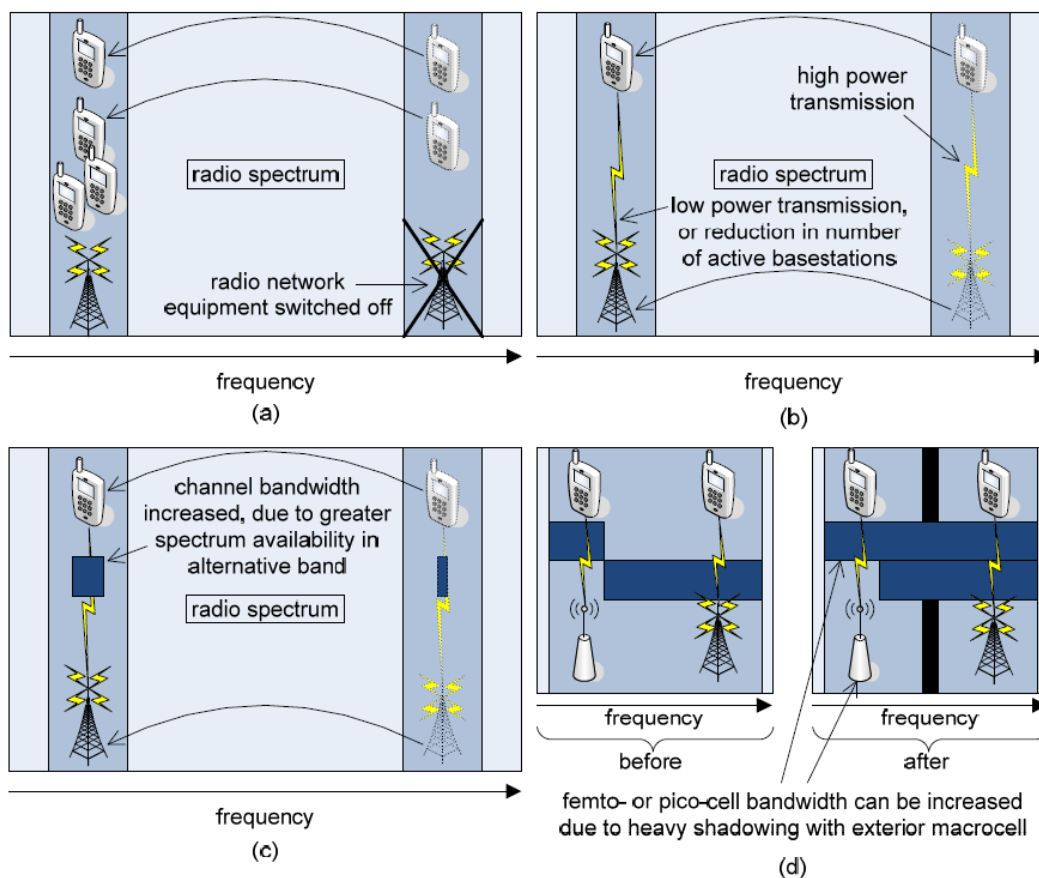 radio spectrum
radio network
equipment switched off
frequency
(a)
high power
transmission
radio spectrum
low power transmission,
or reduction in number
of active basestations
frequency
(b)
channel bandwidth
increased, due to greater
spectrum availability in
alternative band
radio spectrum
frequency
(c)
frequency
before
frequency
after
femto- or pico-cell bandwidth can be increased
due to heavy shadowing with exterior macrocell
(d)